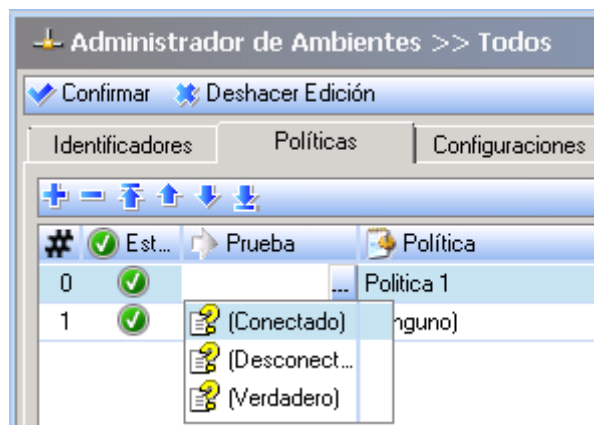 Administrador de Ambientes >> Todos
Confirmar Deshacer Edición
Identificadores Políticas Configuraciones
# Est... Prueba Política
0 ... Politica 1
1 nguno)
(Conectado)
(Desconect...
(Verdadero)